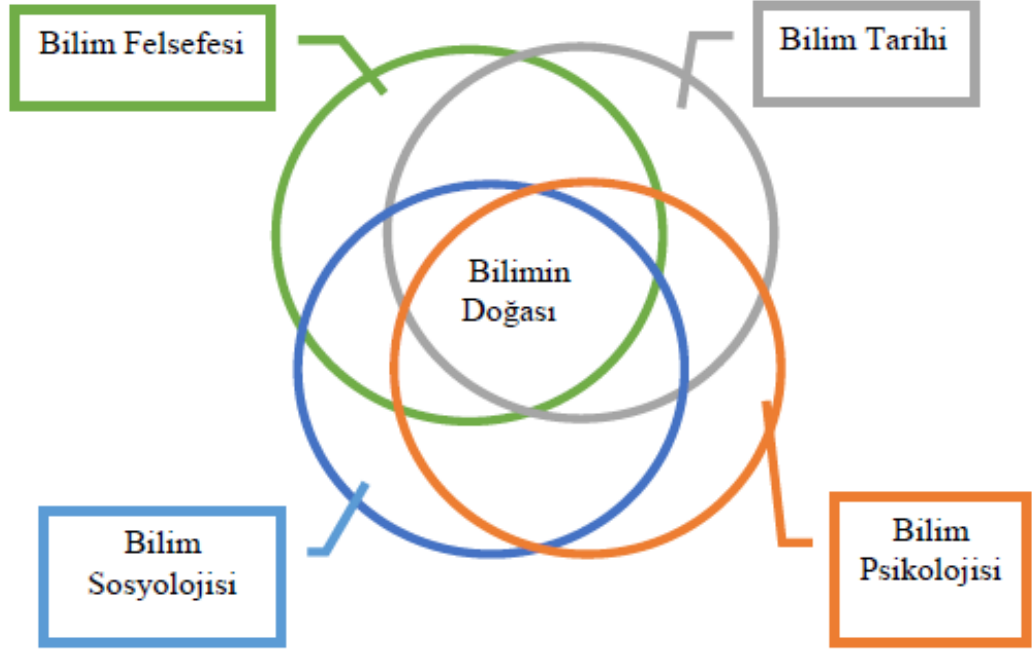 Bilim Felsefesi
Bilim Tarihi
Bilimin
Doğası
Bilim
Sosyolojisi
Bilim
Psikolojisi